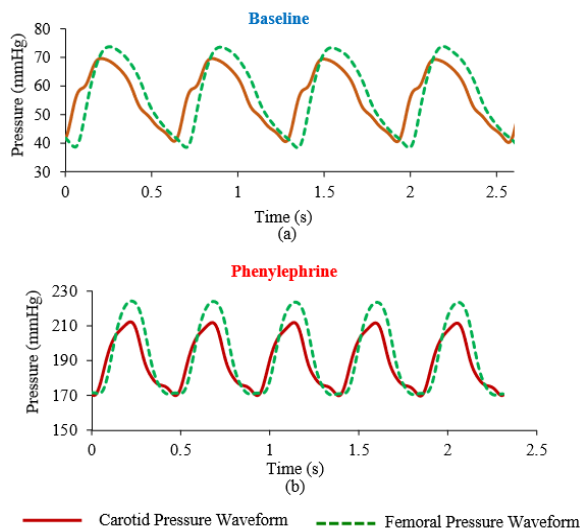 Baseline
Pressure (mmHg)
80
70
60
50
40
30
0 0.5 1 1.5 2 2.5
Time (s)
(a)
Phenylephrine
Pressure (mmHg)
230
210
190
170
150
0 0.5 1 1.5 2 2.5
Time (s)
(b)
Carotid Pressure Waveform Femoral Pressure Waveform